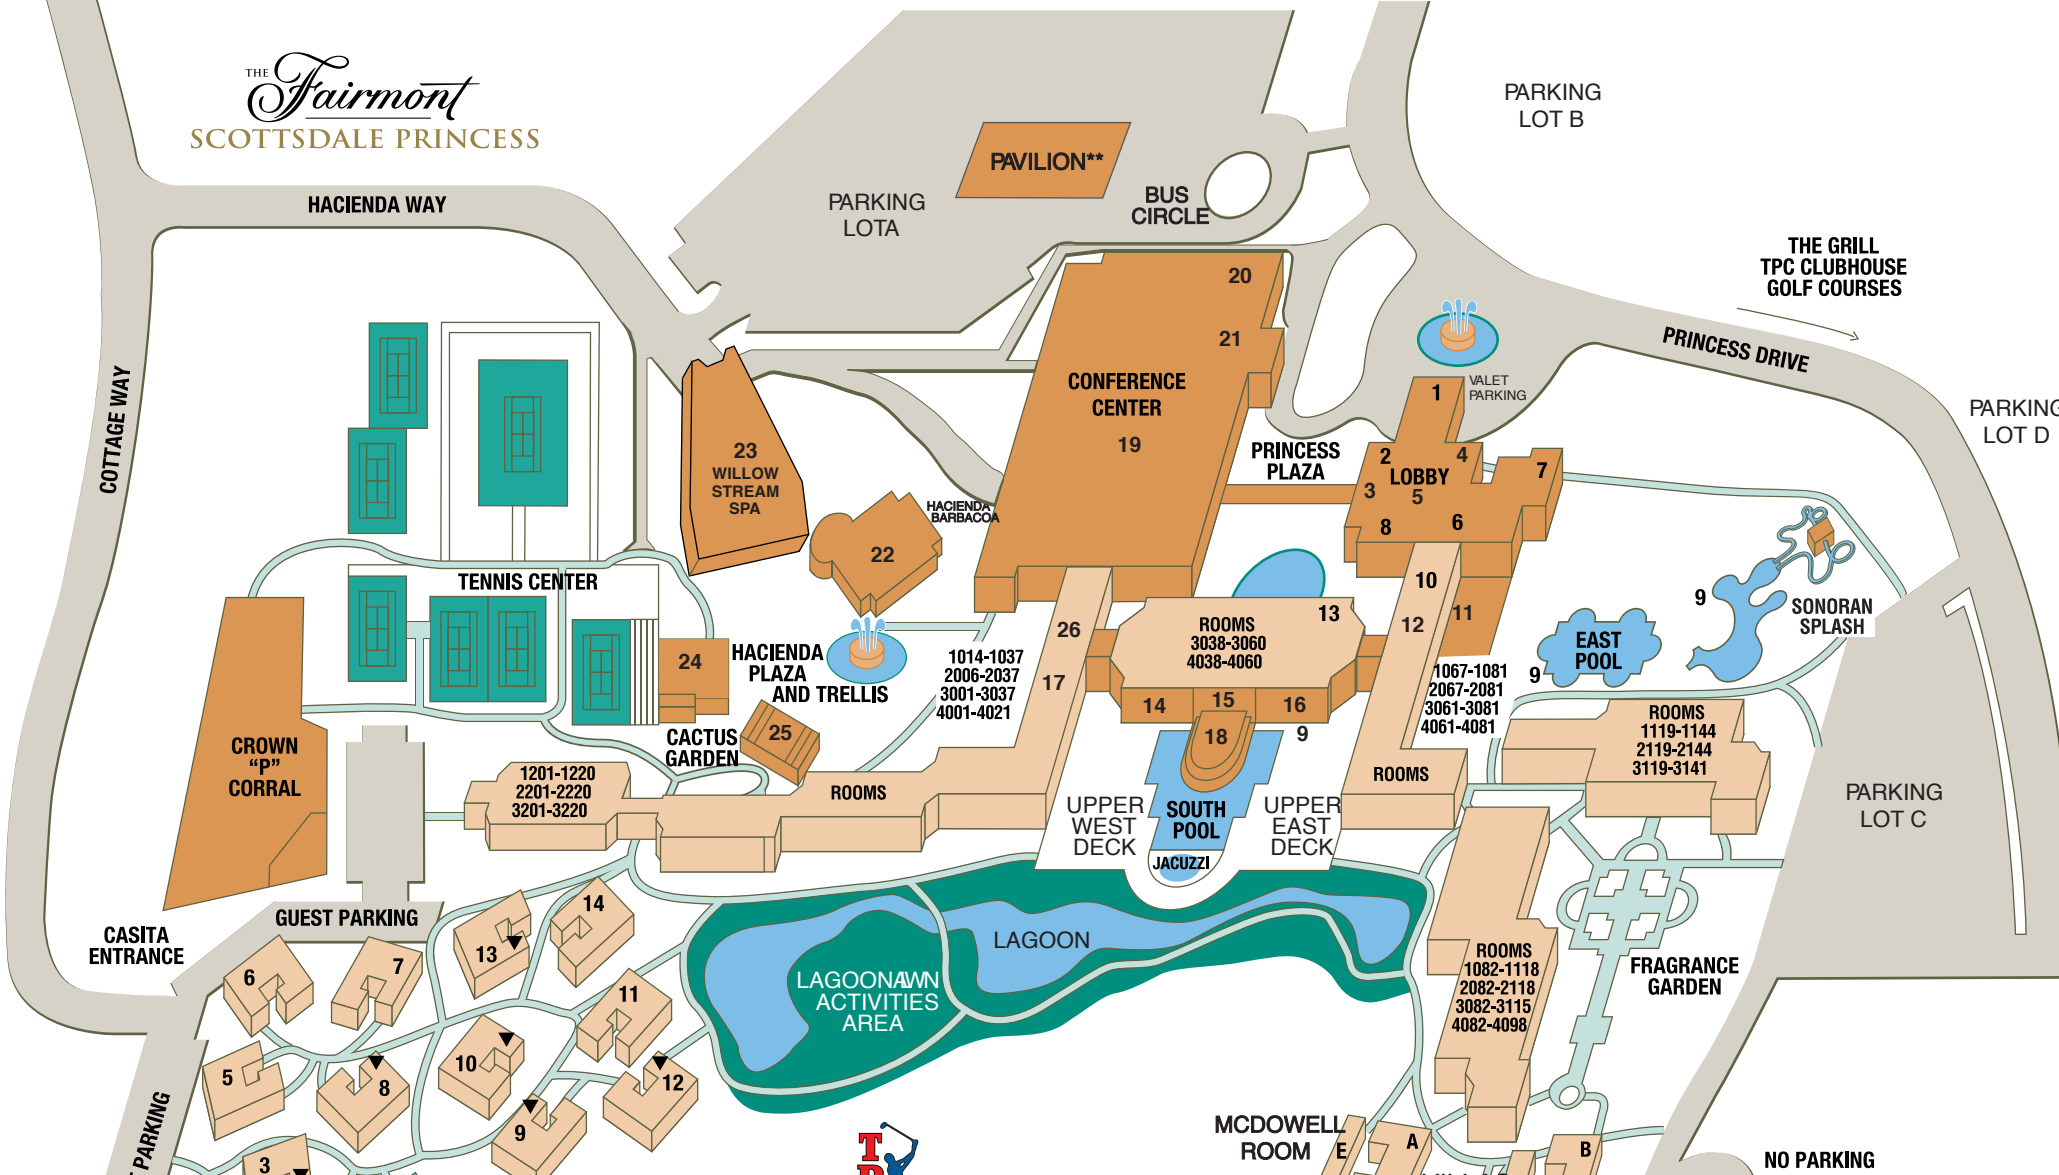 THE
Fairmont
SCOTTSDALE PRINCESS
HACIENDA WAY
COTTAGE WAY
PARKING
LOTA
PAVILION**
BUS
CIRCLE
PARKING
LOT B
THE GRILL
TPC CLUBHOUSE
GOLF COURSES
PRINCESS DRIVE
PARKING
LOT D
VALET
PARKING
20
21
CONFERENCE
CENTER
19
PRINCESS
PLAZA
1
2
4
LOBBY
3
5
7
8
6
23
WILLOW
STREAM
SPA
HACIENDA
BARBACOA
22
TENNIS CENTER
24
HACIENDA
PLAZA
AND TRELLIS
25
CACTUS
GARDEN
26
17
1014-1037
2006-2037
3001-3037
4001-4021
ROOMS
3038-3060
4038-4060
13
14
15
16
9
18
10
12
11
1067-1081
2067-2081
3061-3081
4061-4081
9
SONORAN
SPLASH
EAST
POOL
9
ROOMS
1119-1144
2119-2144
3119-3141
PARKING
LOT C
CROWN
"P"
CORRAL
1201-1220
2201-2220
3201-3220
ROOMS
ROOMS
UPPER
WEST
DECK
SOUTH
POOL
UPPER
EAST
DECK
JACUZZI
GUEST PARKING
CASITA
ENTRANCE
LAGOON
LAGOONAWN
ACTIVITIES
AREA
ROOMS
1082-1118
2082-2118
3082-3115
4082-4098
FRAGRANCE
GARDEN
6
7
13
14
11
5
8
10
12
9
3
PARKING
T
MCDOWELL
ROOM
E
A
B
NO PARKING